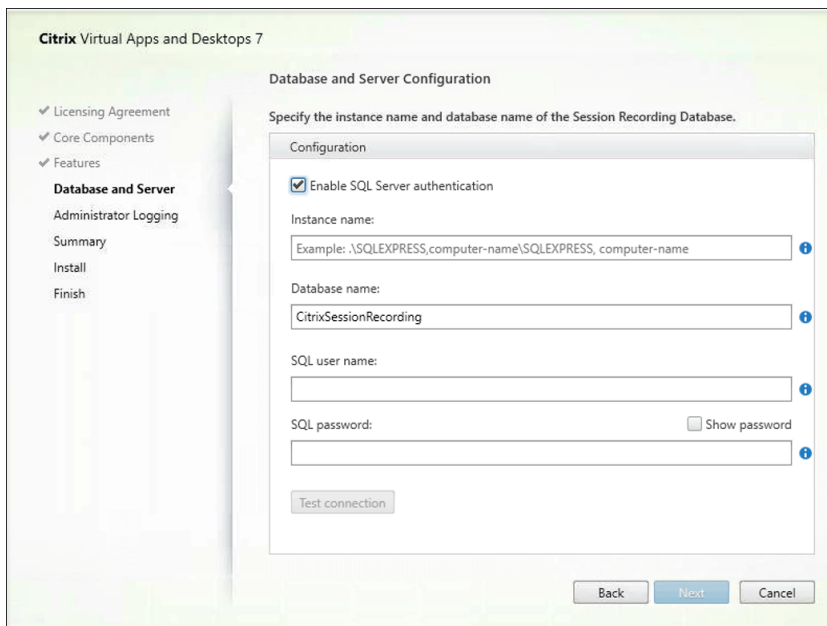 Citrix Virtual Apps and Desktops 7
Licensing Agreement
Core Components
Features
Database and Server
Administrator Logging
Summary
Install
Finish
Database and Server Configuration
Specify the instance name and database name of the Session Recording Database.
Configuration
Enable SQL Server authentication
Instance name:
Example: .\SQLEXPRESS,computer-name\SQLEXPRESS, computer-name
Database name:
CitrixSessionRecording
SQL user name:
SQL password:
Show password
Test connection
Back
Next
Cancel